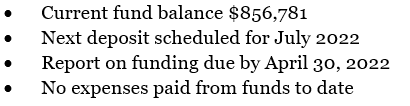 • Current fund balance $856,781
• Next deposit scheduled for July 2022
• Report on funding due by April 30, 2022
• No expenses paid from funds to date